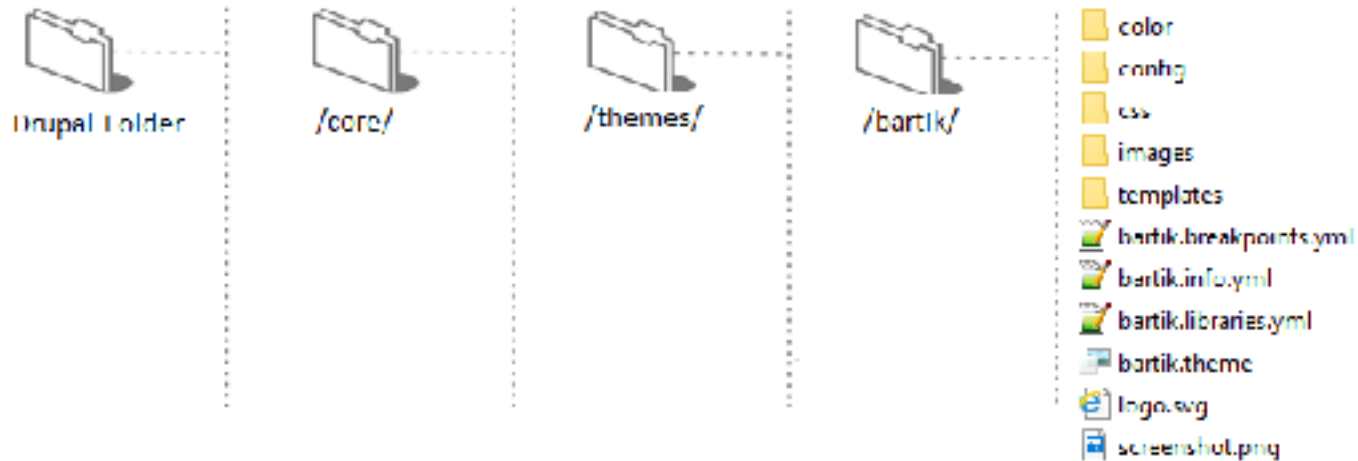 Drupal Folder
/core/
/themes/
/bartik/
color
config
css
images
templates
bartik.breakpoints.yml
bartik.info.yml
bartik.libraries.yml
bartik.theme
logo.svg
screenshot.png